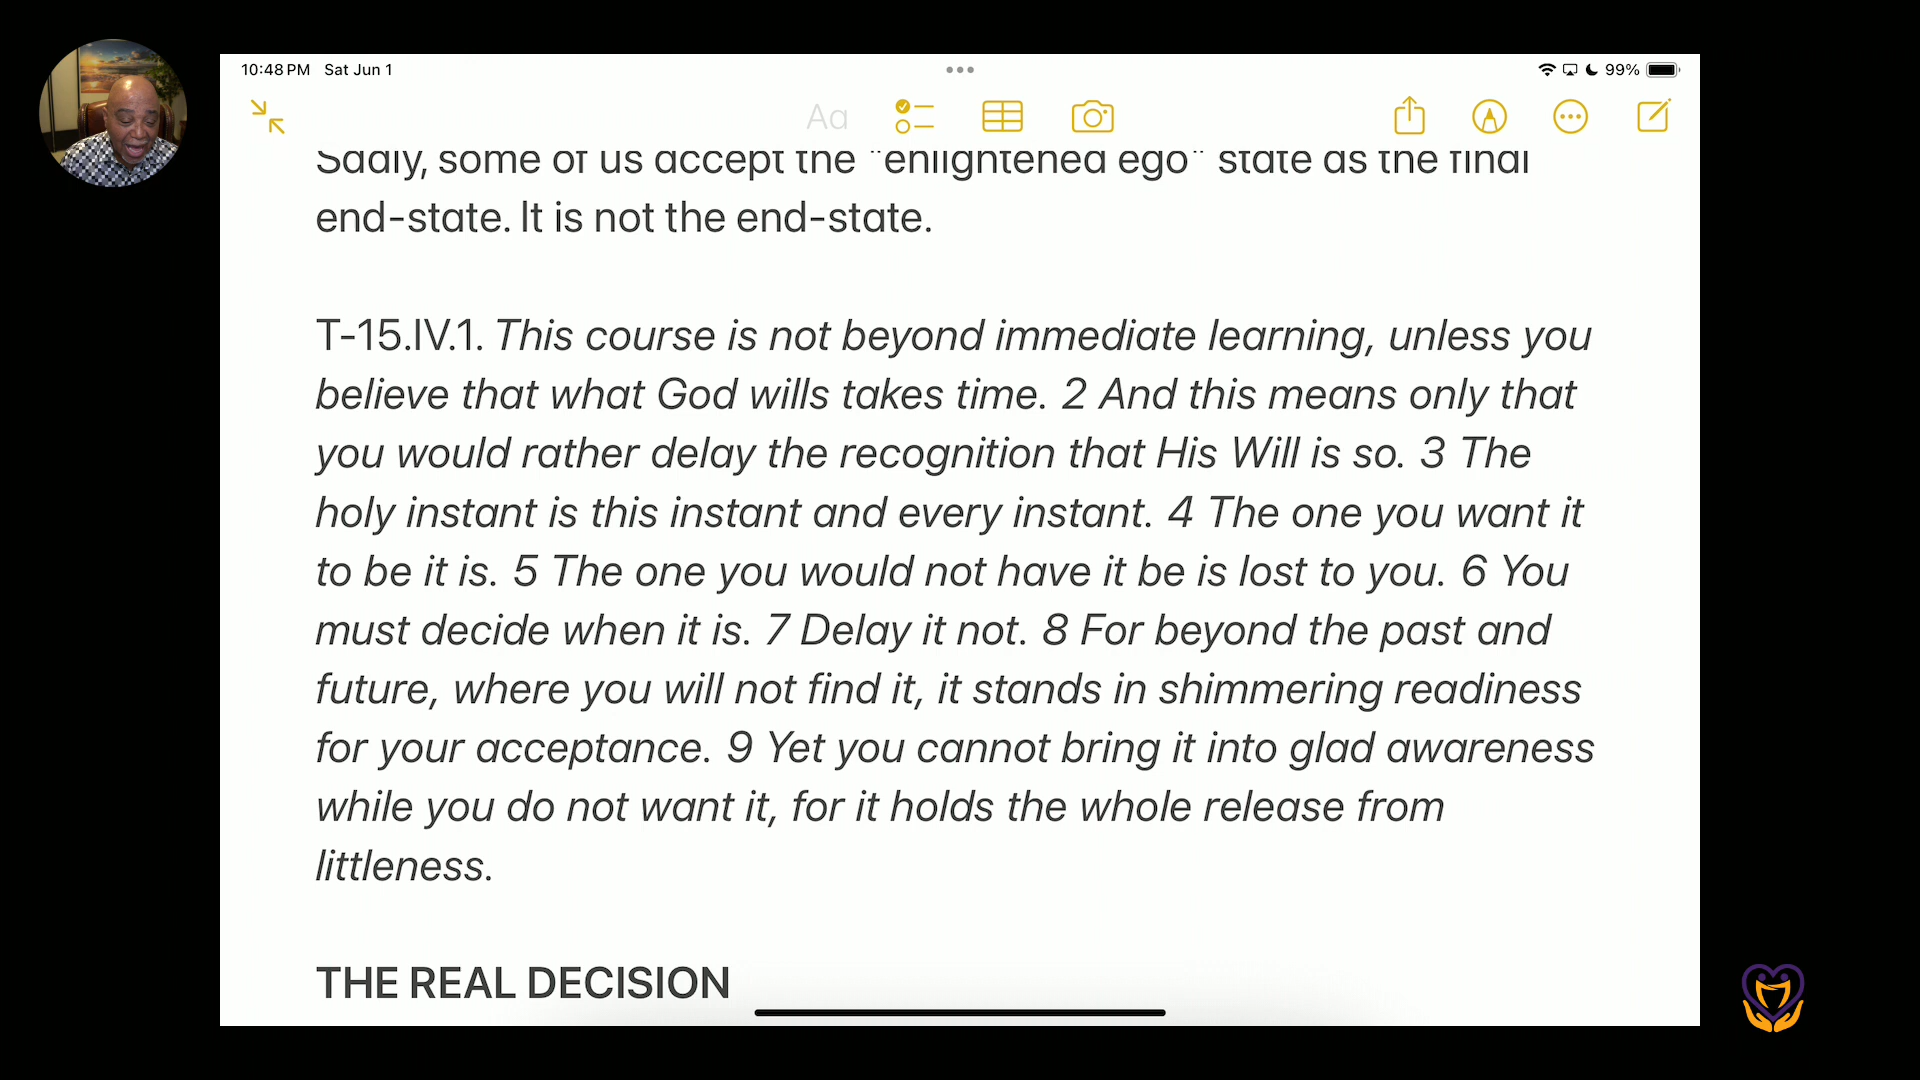 10:48 PM Sat Jun 1
99%
Aa
Sadly, some of us accept the "enlightened ego" state as the final
end-state. It is not the end-state.
T-15.IV.1. This course is not beyond immediate learning, unless you
believe that what God wills takes time. 2 And this means only that
you would rather delay the recognition that His Will is so. 3 The
holy instant is this instant and every instant. 4 The one you want it
to be it is. 5 The one you would not have it be is lost to you. 6 You
must decide when it is. 7 Delay it not. 8 For beyond the past and
future, where you will not find it, it stands in shimmering readiness
for your acceptance. 9 Yet you cannot bring it into glad awareness
while you do not want it, for it holds the whole release from
littleness.
THE REAL DECISION